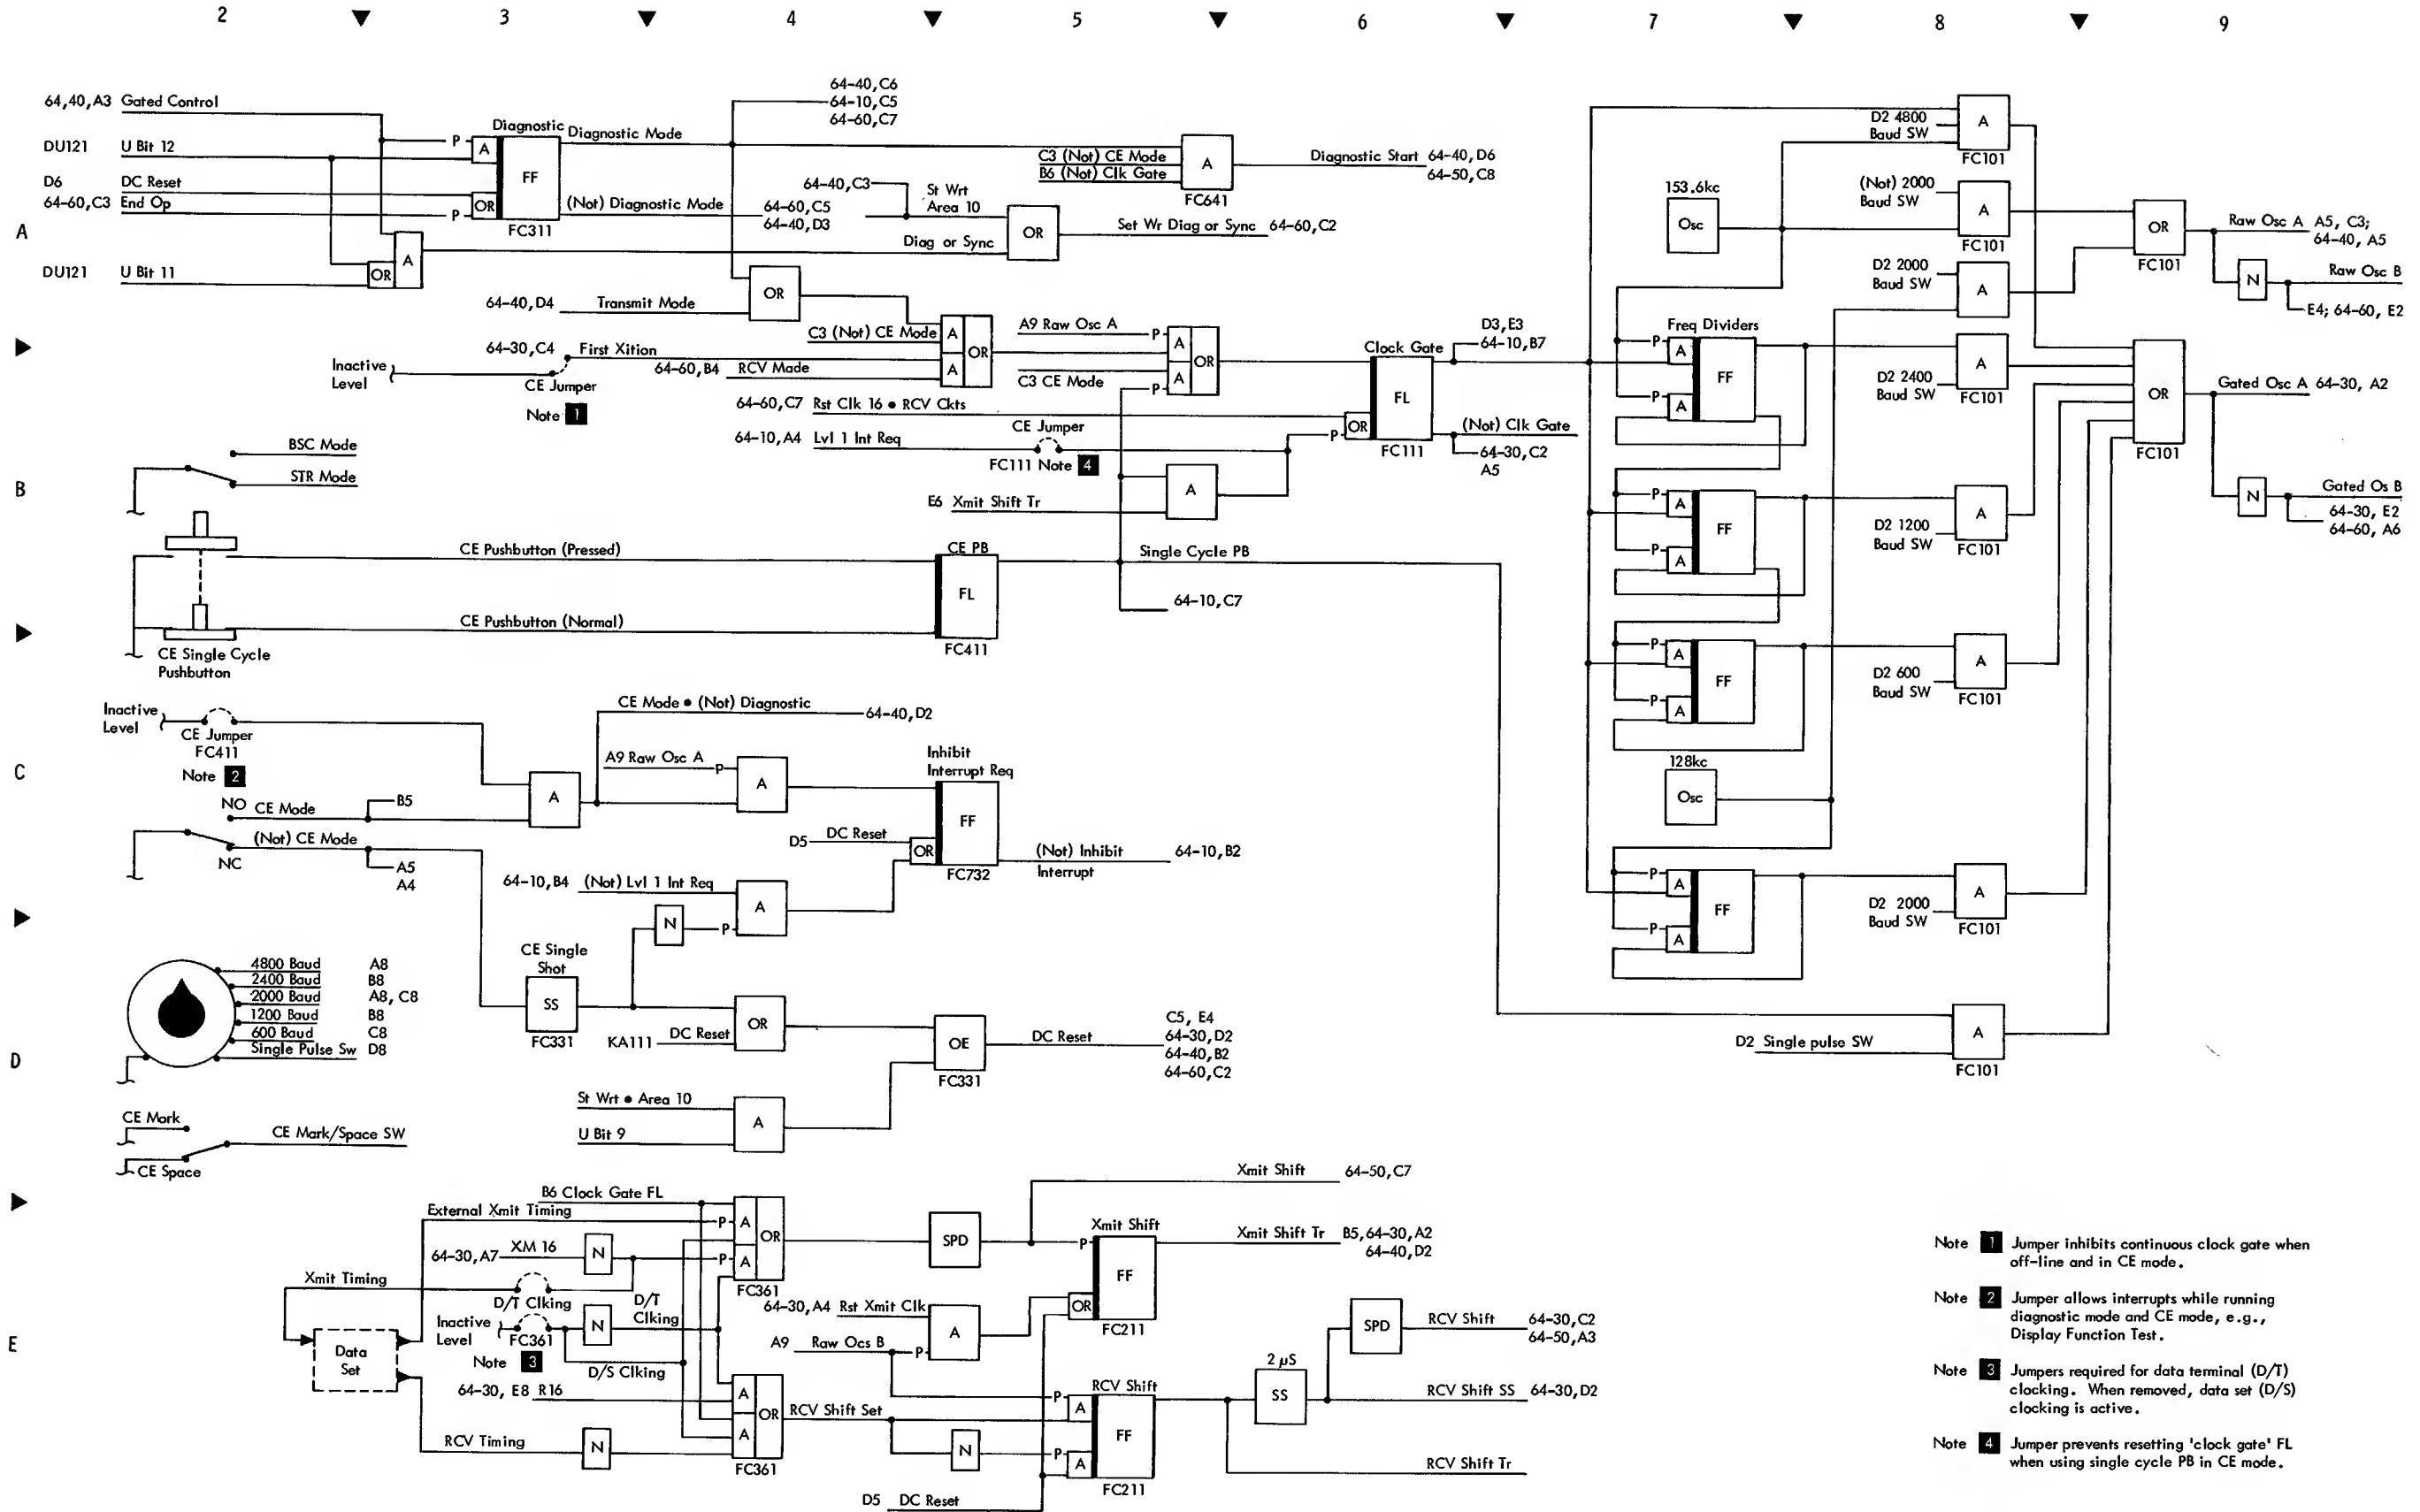 2 3 4 5 6 7 8 9
A
B
C
D
E
64,40,A3 Gated Control
DU121 U Bit 12
D6 DC Reset
64-60,C3 End Op
DU121 U Bit 11
P
A
OR
P
Diagnostic
FF
FC311
Diagnostic Mode
(Not) Diagnostic Mode
64-60,C5
64-40,D3
64-40,C6
64-10,C5
64-60,C7
OR
A
Diag or Sync
64-40,C3
St Wrt
Area 10
OR
Set Wr Diag or Sync 64-60,C2
C3 (Not) CE Mode
B6 (Not) Clk Gate
A
FC641
Diagnostic Start 64-40,D6
64-50,C8
64-40,D4 Transmit Mode
OR
C3 (Not) CE Mode
A
A
OR
Inactive
Level
64-30,C4 First Xition
CE Jumper
Note 1
64-60,B4 RCV Made
A9 Raw Osc A
P
A
A
OR
C3 CE Mode
P
64-60,C7 Rst Clk 16 • RCV Ckts
64-10,A4 Lvl 1 Int Req
CE Jumper
FC111 Note 4
P
OR
Clock Gate
FL
FC111
D3,E3
64-10,B7
(Not) Clk Gate
64-30,C2
A5
E6 Xmit Shift Tr
A
BSC Mode
STR Mode
CE Pushbutton (Pressed)
CE Pushbutton (Normal)
CE Single Cycle
Pushbutton
CE PB
FL
FC411
Single Cycle PB
64-10,C7
153.6kc
Osc
Freq Dividers
P
A
P
A
FF
P
A
P
A
FF
P
A
P
A
FF
128kc
Osc
P
A
P
A
FF
D2 4800
Baud SW
A
FC101
(Not) 2000
Baud SW
A
FC101
D2 2000
Baud SW
A
D2 2400
Baud SW
A
FC101
D2 1200
Baud SW
A
FC101
D2 600
Baud SW
A
FC101
D2 2000
Baud SW
A
FC101
D2 Single pulse SW
A
FC101
OR
FC101
Raw Osc A A5, C3;
64-40, A5
N
Raw Osc B
E4; 64-60, E2
OR
FC101
Gated Osc A 64-30, A2
N
Gated Os B
64-30, E2
64-60, A6
Inactive
Level
CE Jumper
FC411
Note 2
NO CE Mode
B5
(Not) CE Mode
NC
A5
A4
A
CE Mode • (Not) Diagnostic
64-40,D2
A9 Raw Osc A
P
A
Inhibit
Interrupt Req
FF
FC732
D5 DC Reset
OR
(Not) Inhibit
Interrupt
64-10,B2
64-10,B4 (Not) Lvl 1 Int Req
N
P
A
4800 Baud A8
2400 Baud B8
2000 Baud A8, C8
1200 Baud B8
600 Baud C8
Single Pulse Sw D8
CE Single
Shot
SS
FC331
KA111 DC Reset
OR
OE
FC331
DC Reset
C5, E4
64-30,D2
64-40,B2
64-60,C2
St Wrt • Area 10
U Bit 9
A
CE Mark
CE Space
CE Mark/Space SW
B6 Clock Gate FL
External Xmit Timing
P
A
P
A
OR
FC361
64-30,A7 XM 16
N
Xmit Timing
D/T Clking
Inactive
Level
FC361
Note 3
N
D/T
Clking
D/S Clking
Data
Set
64-30, E8 R16
RCV Timing
N
A
A
OR
FC361
SPD
Xmit Shift 64-50,C7
Xmit Shift
P
FF
OR
FC211
Xmit Shift Tr B5,64-30,A2
64-40,D2
64-30,A4 Rst Xmit Clk
A9 Raw Ocs B
P
A
RCV Shift Set
N
P
A
P
A
RCV Shift
FF
FC211
D5 DC Reset
2 µS
SS
SPD
RCV Shift 64-30,C2
64-50,A3
RCV Shift SS 64-30,D2
RCV Shift Tr
Note 1 Jumper inhibits continuous clock gate when
off-line and in CE mode.
Note 2 Jumper allows interrupts while running
diagnostic mode and CE mode, e.g.,
Display Function Test.
Note 3 Jumpers required for data terminal (D/T)
clocking. When removed, data set (D/S)
clocking is active.
Note 4 Jumper prevents resetting 'clock gate' FL
when using single cycle PB in CE mode.